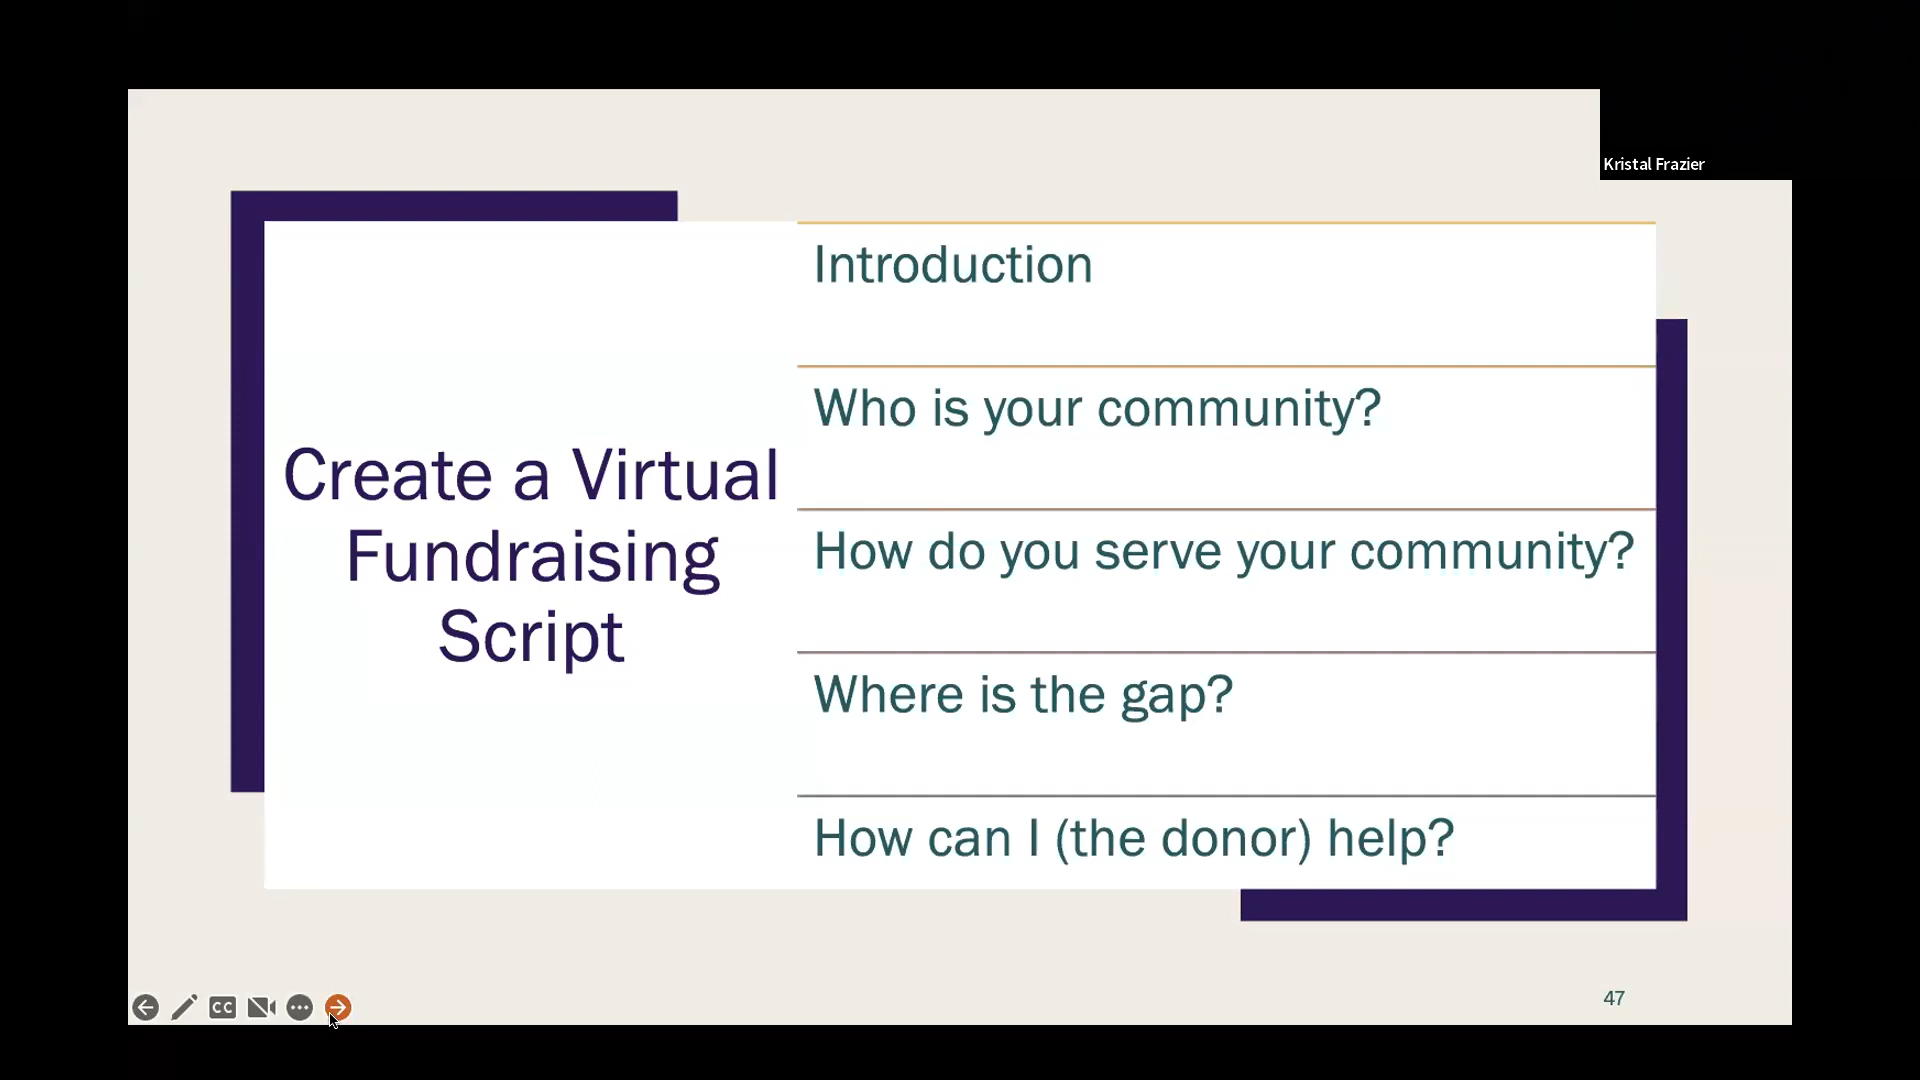 Kristal Frazier
Create a Virtual
Fundraising
Script
Introduction
Who is your community?
How do you serve your community?
Where is the gap?
How can I (the donor) help?
CC
47